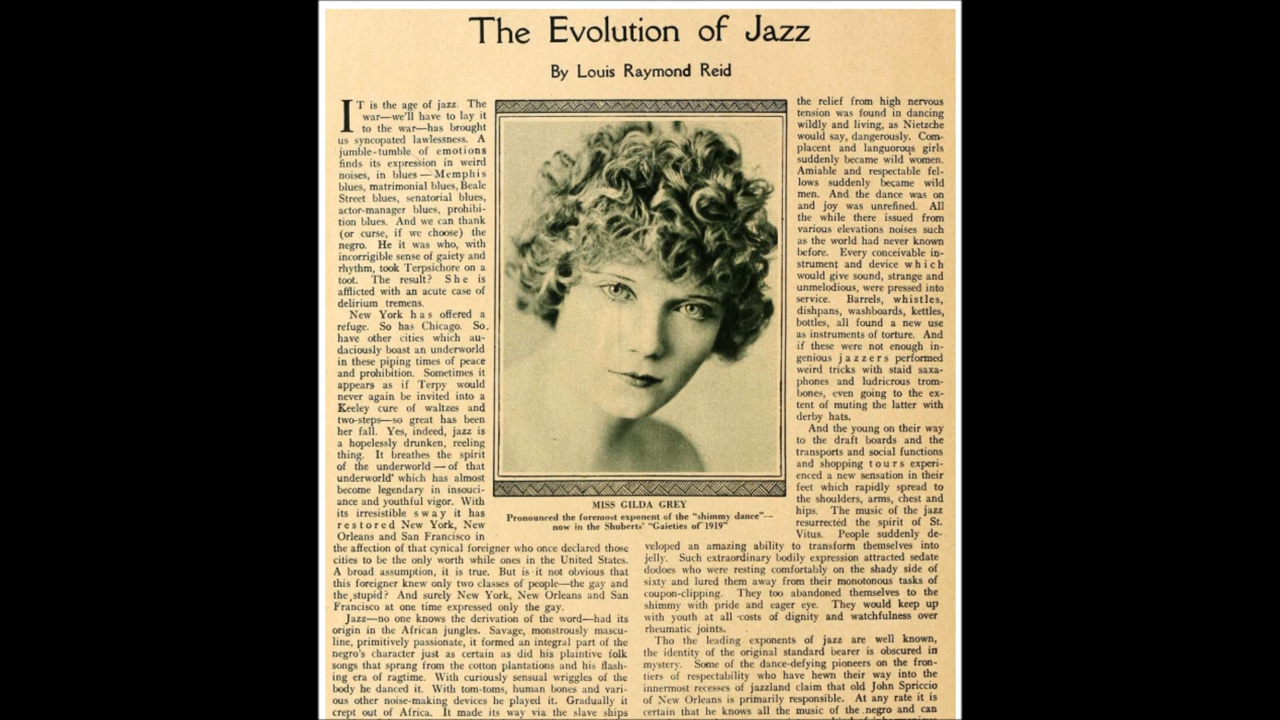 The Evolution of Jazz
By Louis Raymond Reid
IT is the age of jazz. The
war—we'll have to lay it
to the war—has brought
us syncopated lawlessness. A
jumble-tumble of emotions
finds its expression in weird
noises, in blues—Memphis
blues, matrimonial blues, Beale
Street blues, senatorial blues,
actor-manager blues, prohibi-
tion blues. And we can thank
(or curse, if we choose) the
negro. He it was who, with
incorrigible sense of gaiety and
rhythm, took Terpsichore on a
toot. The result? She is
afflicted with an acute case of
delirium tremens.
New York has offered a
refuge. So has Chicago. So
have other cities which au-
daciously boast an underworld
in these piping times of peace
and prohibition. Sometimes it
appears as if Terpy would
never again be invited into a
Keeley cure of waltzes and
two-steps—so great has been
her fall. Yes, indeed, jazz is
a hopelessly drunken, reeling
thing. It breathes the spirit
of the underworld—of that
underworld which has almost
become legendary in insouci-
ance and youthful vigor. With
its irresistible sway it has
restored New York, New
Orleans and San Francisco in
the affection of that cynical foreigner who once declared those
cities to be the only worth while ones in the United States.
A broad assumption, it is true. But is it not obvious that
this foreigner knew only two classes of people—the gay and
the stupid? And surely New York, New Orleans and San
Francisco at one time expressed only the gay.
Jazz—no one knows the derivation of the word—had its
origin in the African jungles. Savage, monstrously mascu-
line, primitively passionate, it formed an integral part of the
negro's character just as certain as did his plaintive folk
songs that sprang from the cotton plantations and his flash-
ing era of ragtime. With curiously sensual wriggles of the
body he danced it. With tom-toms, human bones and vari-
ous other noise-making devices he played it. Gradually it
crept out of Africa. It made its way via the slave ships
MISS GILDA GREY
Pronounced the foremost exponent of the "shimmy dance"—
now in the Shuberts' "Gaieties of 1919"
the relief from high nervous
tension was found in dancing
wildly and living, as Nietzche
would say, dangerously. Com-
placent and languorous girls
suddenly became wild women.
Amiable and respectable fel-
lows suddenly became wild
men. And the dance was on
and joy was unrefined. All
the while there issued from
various elevations noises such
as the world had never known
before. Every conceivable in-
strument and device which
would give sound, strange and
unmelodious, were pressed into
service. Barrels, whistles,
dishpans, washboards, kettles,
bottles, all found a new use
as instruments of torture. And
if these were not enough in-
genious jazzers performed
weird tricks with staid saxa-
phones and ludricrous trom-
bones, even going to the ex-
tent of muting the latter with
derby hats.
And the young on their way
to the draft boards and the
transports and social functions
and shopping tours experi-
enced a new sensation in their
feet which rapidly spread to
the shoulders, arms, chest and
hips. The music of the jazz
resurrected the spirit of St.
Vitus. People suddenly de-
veloped an amazing ability to transform themselves into
jelly. Such extraordinary bodily expression attracted sedate
dodoes who were resting comfortably on the shady side of
sixty and lured them away from their monotonous tasks of
coupon-clipping. They too abandoned themselves to the
shimmy with pride and eager eye. They would keep up
with youth at all costs of dignity and watchfulness over
rheumatic joints.
Tho the leading exponents of jazz are well known,
the identity of the original standard bearer is obscured in
mystery. Some of the dance-defying pioneers on the fron-
tiers of respectability who have hewn their way into the
innermost recesses of jazzland claim that old John Spriccio
of New Orleans is primarily responsible. At any rate it is
certain that he knows all the music of the negro and can